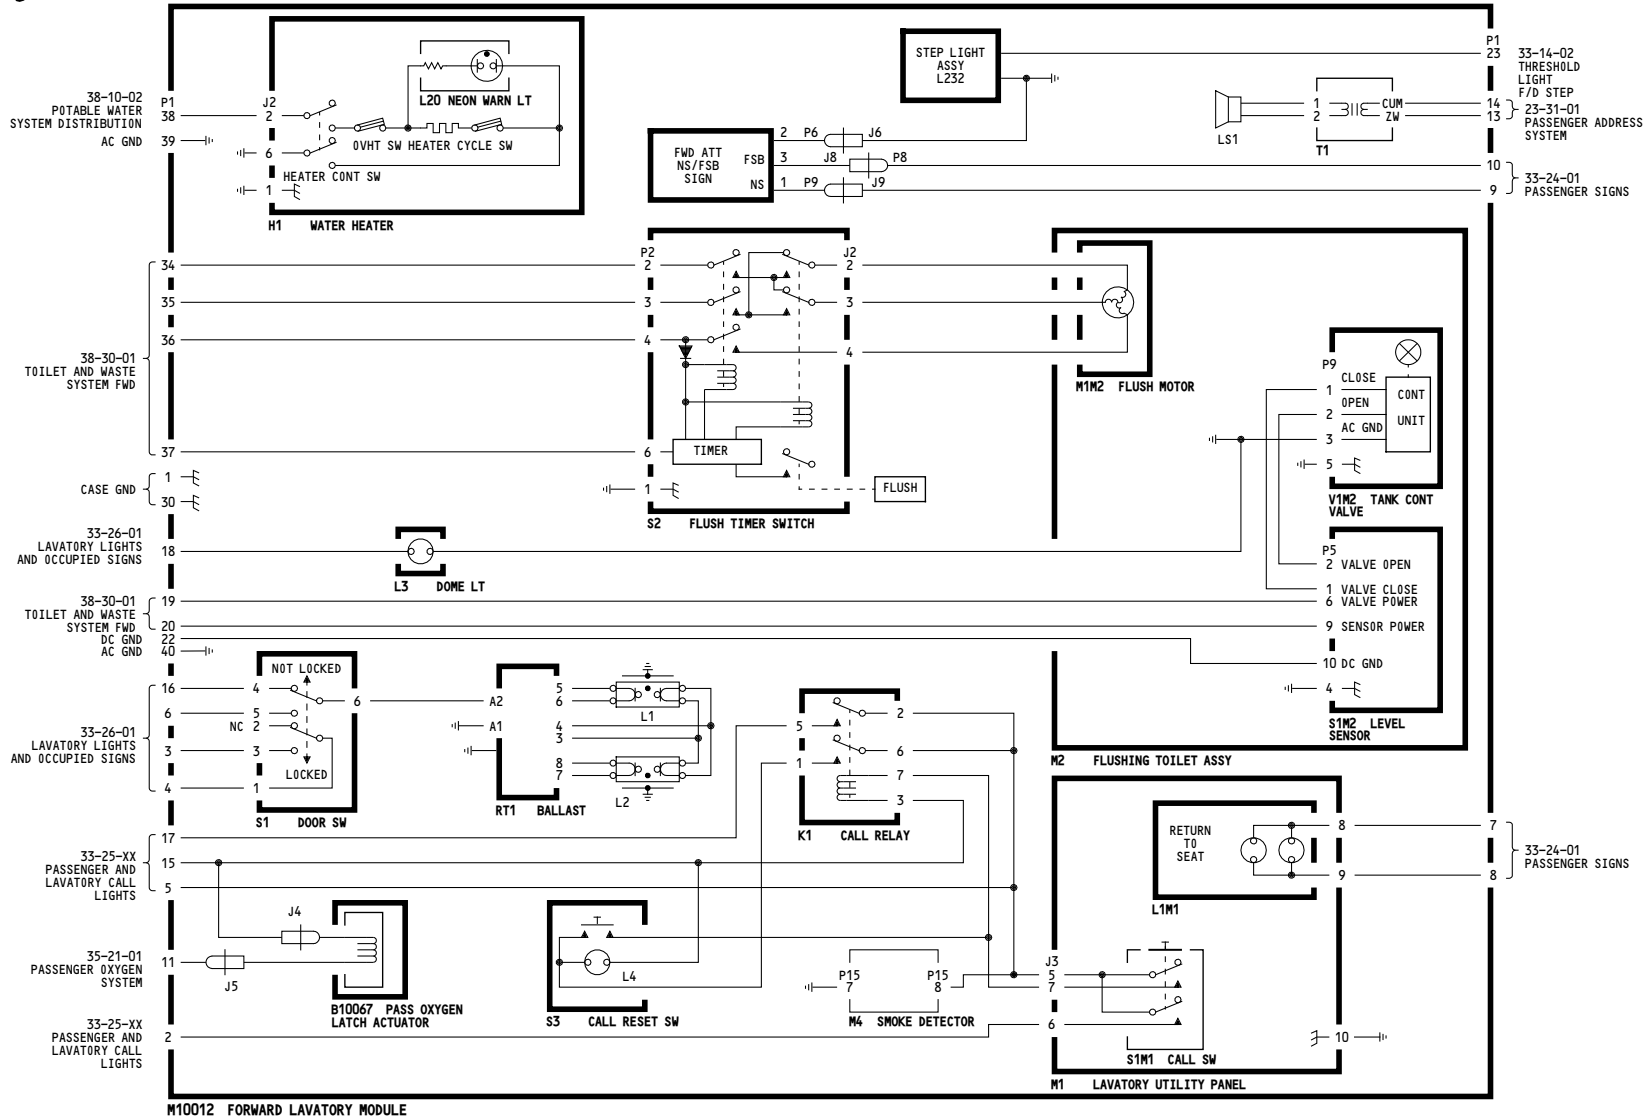 P1
23
33-14-02
THRESHOLD
LIGHT
F/D STEP
STEP LIGHT
ASSY
L232
L20 NEON WARN LT
38-10-02
POTABLE WATER
SYSTEM DISTRIBUTION
P1
38
J2
2
AC GND
39
6
OVHT SW HEATER CYCLE SW
HEATER CONT SW
1
H1 WATER HEATER
LS1
1
2
CUM
ZW
T1
14
13
23-31-01
PASSENGER ADDRESS
SYSTEM
FWD ATT
NS/FSB
SIGN
FSB
NS
2
P6
J6
3
J8
P8
1
P9
J9
10
9
33-24-01
PASSENGER SIGNS
34
35
36
38-30-01
TOILET AND WASTE
SYSTEM FWD
37
P2
2
3
4
6
1
J2
2
3
4
TIMER
FLUSH
S2 FLUSH TIMER SWITCH
M1M2 FLUSH MOTOR
P9
1
CLOSE
2
OPEN
3
AC GND
5
CONT
UNIT
V1M2 TANK CONT
VALVE
CASE GND
1
30
33-26-01
LAVATORY LIGHTS
AND OCCUPIED SIGNS
18
L3 DOME LT
P5
2 VALVE OPEN
1 VALVE CLOSE
6 VALVE POWER
9 SENSOR POWER
10 DC GND
4
S1M2 LEVEL
SENSOR
M2 FLUSHING TOILET ASSY
38-30-01
TOILET AND WASTE
SYSTEM FWD
19
20
DC GND
22
AC GND
40
NOT LOCKED
16
4
6
6
5
NC 2
3
3
LOCKED
4
1
33-26-01
LAVATORY LIGHTS
AND OCCUPIED SIGNS
S1 DOOR SW
A2
A1
5
6
4
3
8
7
L1
L2
RT1 BALLAST
5
1
2
6
7
3
K1 CALL RELAY
17
15
5
33-25-XX
PASSENGER AND
LAVATORY CALL
LIGHTS
RETURN
TO
SEAT
8
9
7
8
33-24-01
PASSENGER SIGNS
L1M1
J4
J5
35-21-01
PASSENGER OXYGEN
SYSTEM
11
B10067 PASS OXYGEN
LATCH ACTUATOR
L4
S3 CALL RESET SW
P15
7
P15
8
M4 SMOKE DETECTOR
J3
5
7
6
10
S1M1 CALL SW
M1 LAVATORY UTILITY PANEL
33-25-XX
PASSENGER AND
LAVATORY CALL
LIGHTS
2
M10012 FORWARD LAVATORY MODULE